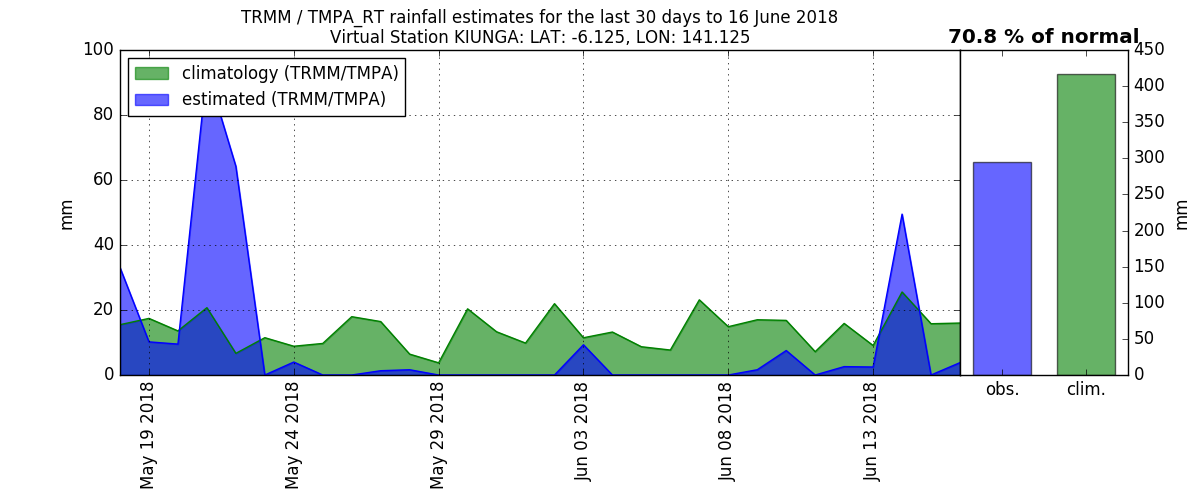 TRMM / TMPA_RT rainfall estimates for the last 30 days to 16 June 2018
Virtual Station KIUNGA: LAT: -6.125, LON: 141.125
70.8 % of normal
climatology (TRMM/TMPA)
estimated (TRMM/TMPA)
mm
100
80
60
40
20
0
May 19 2018
May 24 2018
May 29 2018
Jun 03 2018
Jun 08 2018
Jun 13 2018
450
400
350
300
250
200
150
100
50
0
mm
obs.
clim.